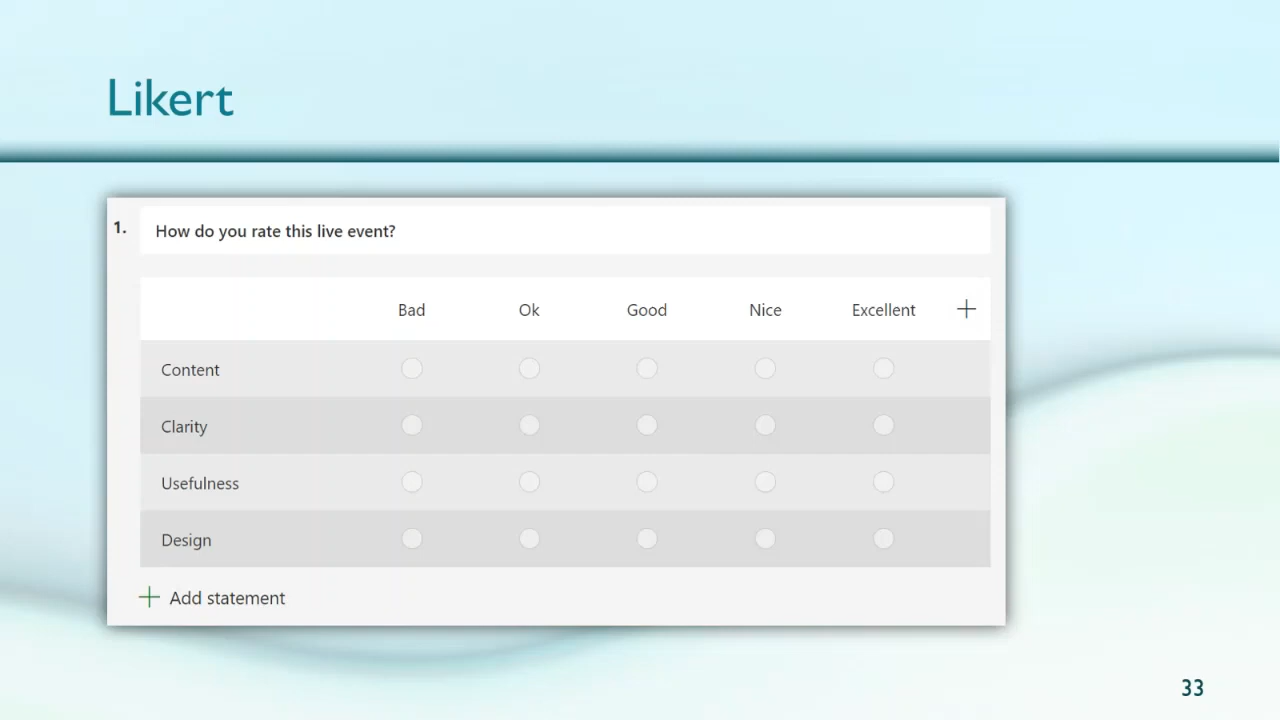 Likert
1. How do you rate this live event?
Bad Ok Good Nice Excellent +
Content
Clarity
Usefulness
Design
+ Add statement
33